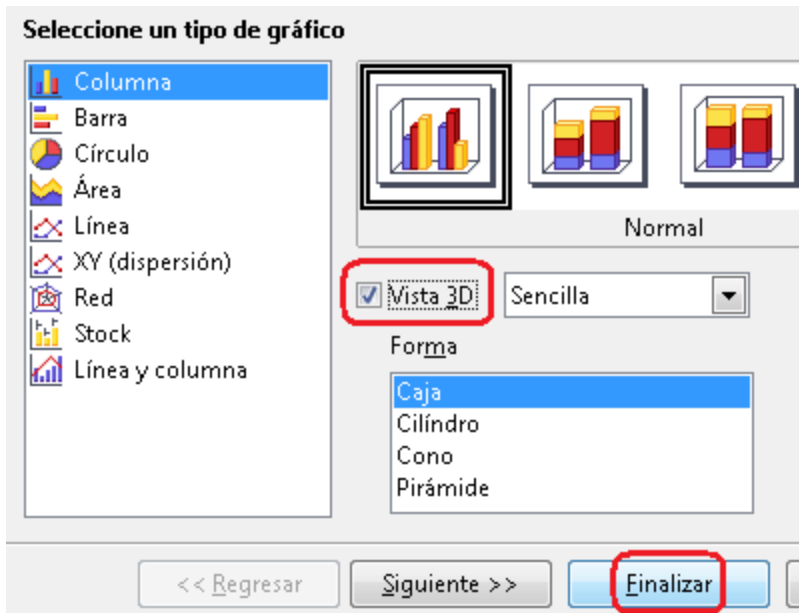 Seleccione un tipo de gráfico
Columna
Barra
Círculo
Área
Línea
XY (dispersión)
Red
Stock
Línea y columna
Normal
Vista 3D
Sencilla
Forma
Caja
Cilíndro
Cono
Pirámide
<< Regresar
Siguiente >>
Finalizar